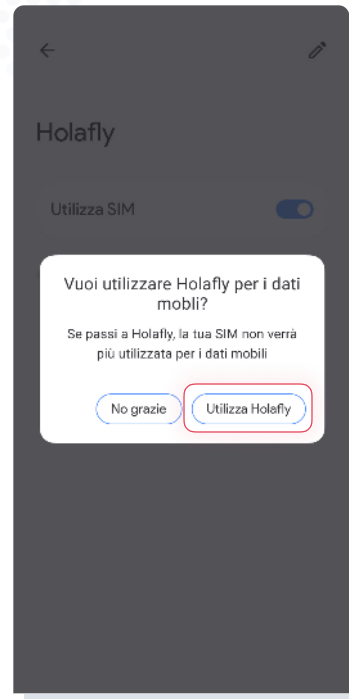 Holafly
Utilizza SIM
Vuoi utilizzare Holafly per i dati
mobli?
Se passi a Holafly, la tua SIM non verrà
più utilizzata per i dati mobili
No grazie
Utilizza Holafly